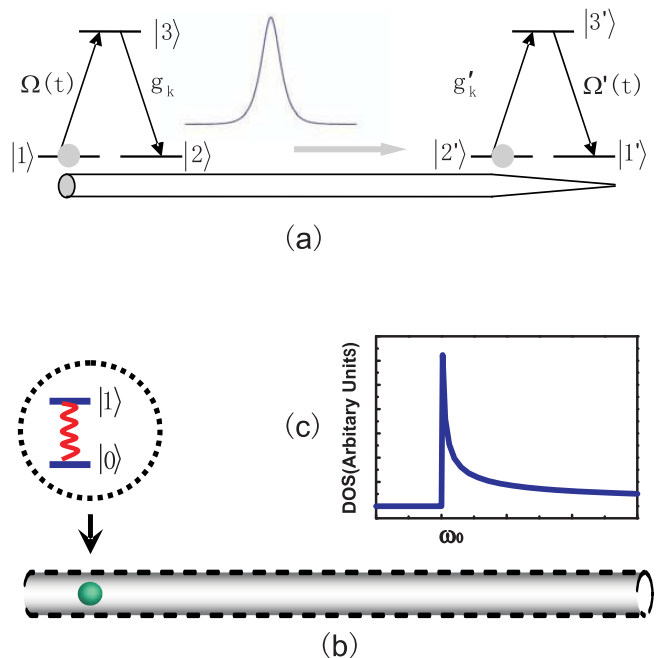 |3⟩
|3'⟩
Ω(t)
g_k
g'_k
Ω'(t)
|1⟩
|2⟩
|2'⟩
|1'⟩
(a)
|1⟩
|0⟩
(c)
DOS(Arbitary Units)
ω₀
(b)